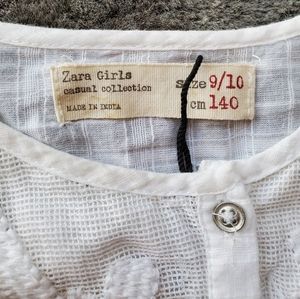 Zara Girls
casual collection
MADE IN INDIA
size 9/10
cm 140